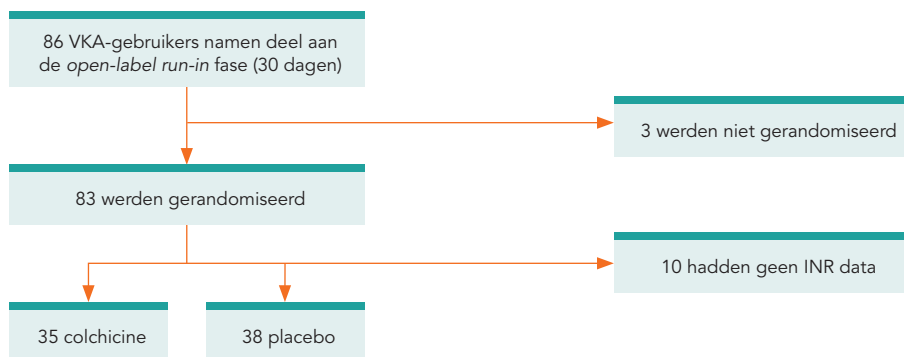 86 VKA-gebruikers namen deel aan
de open-label run-in fase (30 dagen)
3 werden niet gerandomiseerd
83 werden gerandomiseerd
10 hadden geen INR data
35 colchicine
38 placebo